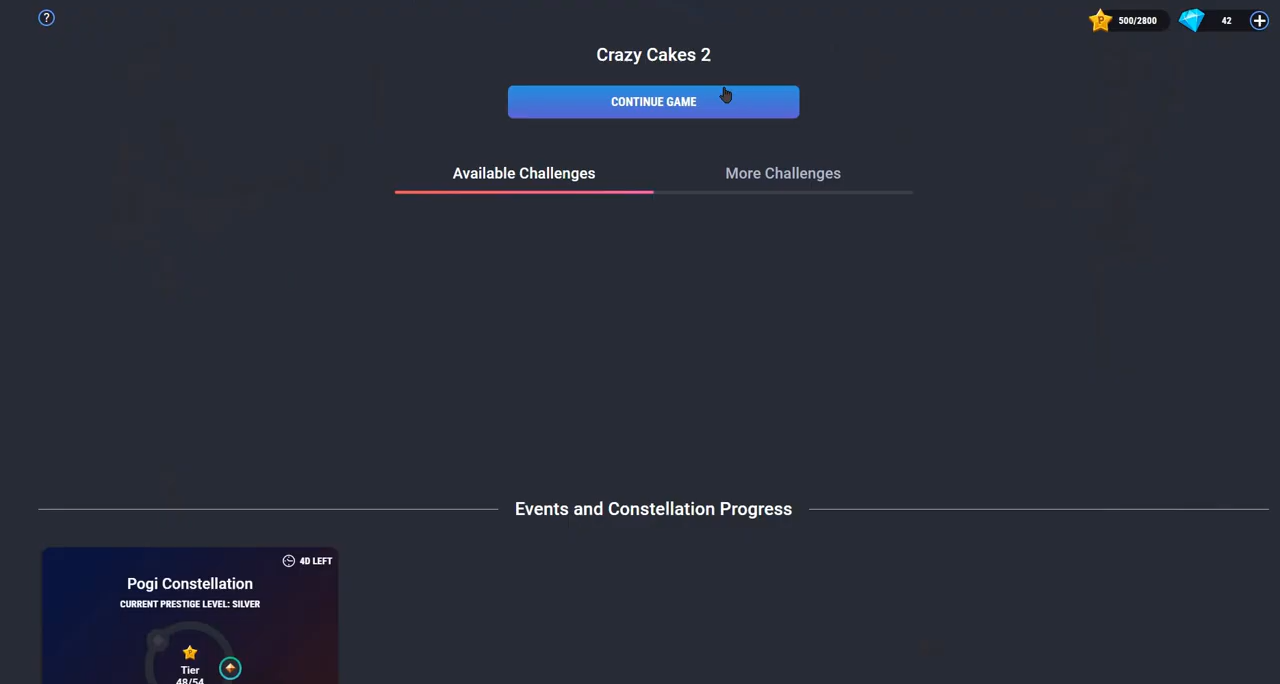 ?
P 500/2800
42
Crazy Cakes 2
CONTINUE GAME
Available Challenges
More Challenges
Events and Constellation Progress
4D LEFT
Pogi Constellation
CURRENT PRESTIGE LEVEL: SILVER
P
Tier
48/54